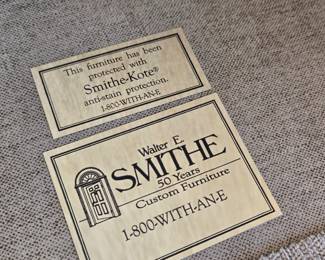 This furniture has been
protected with
Smithe-Kote®
anti-stain protection.
1-800-WITH-AN-E
Walter E.
SMITHE
50 Years
Custom Furniture
1-800-WITH-AN-E